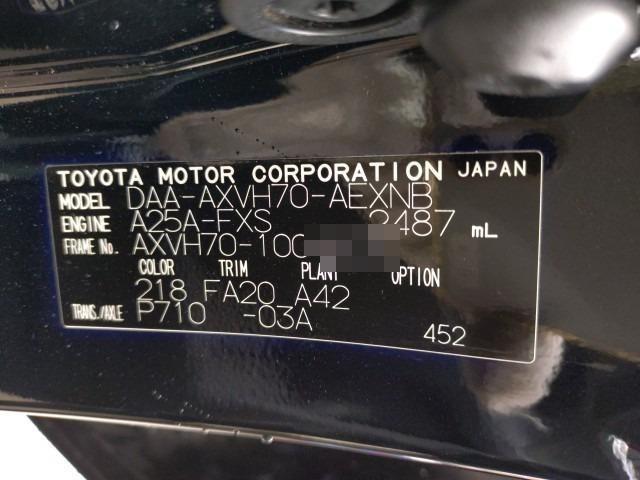 TOYOTA MOTOR CORPORATION JAPAN
MODEL DAA-AXVH70-AEXNB
ENGINE A25A-FXS 2487 mL
FRAME No. AXVH70-100
COLOR TRIM PLANT OPTION
218 FA20 A42
TRANS./AXLE P710 -03A
452